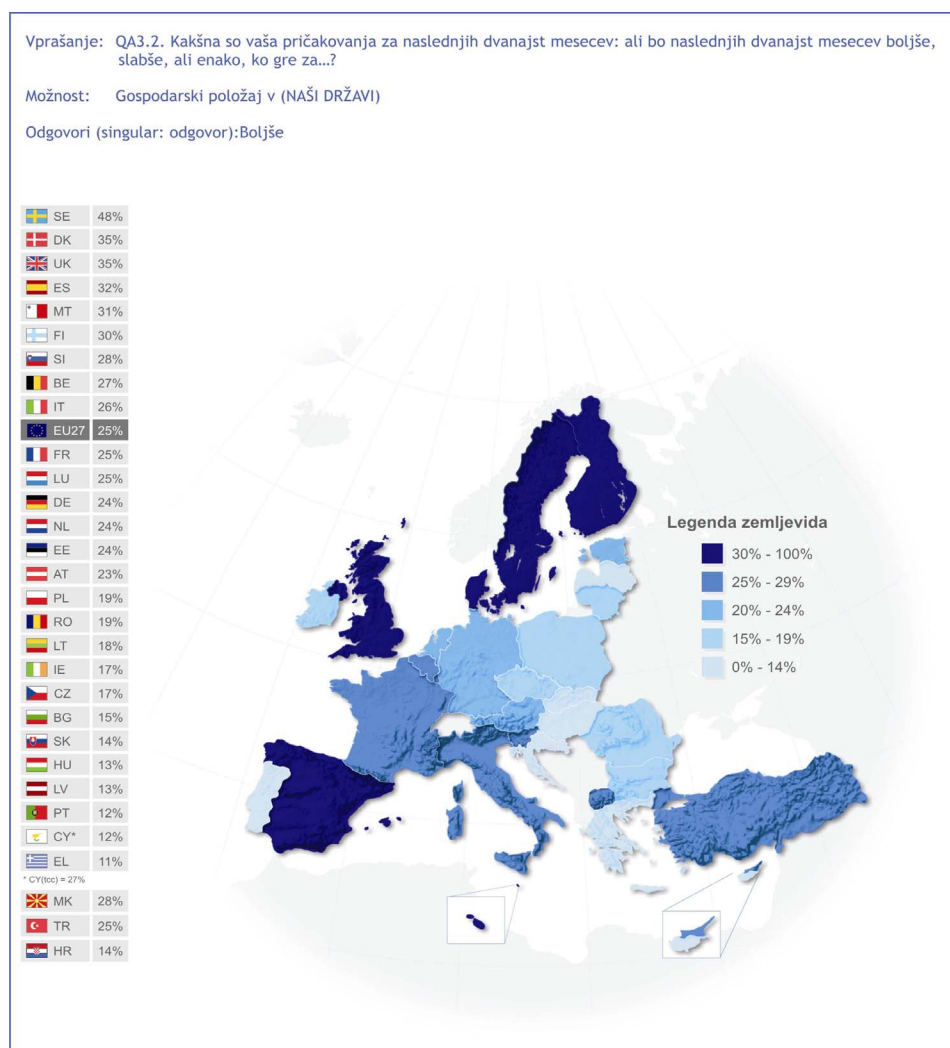 Vprašanje: QA3.2. Kakšna so vaša pričakovanja za naslednjih dvanajst mesecev: ali bo naslednjih dvanajst mesecev boljše,
slabše, ali enako, ko gre za…?
Možnost: Gospodarski položaj v (NAŠI DRŽAVI)
Odgovori (singular: odgovor):Boljše
SE 48%
DK 35%
UK 35%
ES 32%
MT 31%
FI 30%
SI 28%
BE 27%
IT 26%
EU27 25%
FR 25%
LU 25%
DE 24%
NL 24%
EE 24%
AT 23%
PL 19%
RO 19%
LT 18%
IE 17%
CZ 17%
BG 15%
SK 14%
HU 13%
LV 13%
PT 12%
CY* 12%
EL 11%
* CY(tcc) = 27%
MK 28%
TR 25%
HR 14%
Legenda zemljevida
30% - 100%
25% - 29%
20% - 24%
15% - 19%
0% - 14%